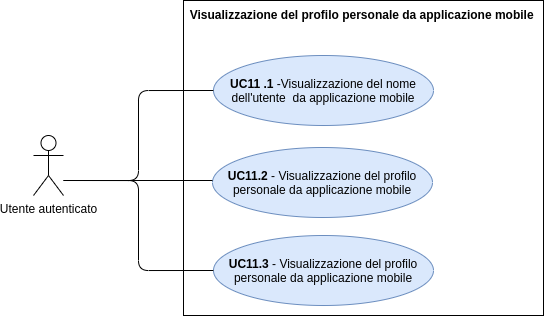 Visualizzazione del profilo personale da applicazione mobile
UC11 .1 -Visualizzazione del nome
dell'utente  da applicazione mobile
UC11.2 - Visualizzazione del profilo
personale da applicazione mobile
Utente autenticato
UC11.3 - Visualizzazione del profilo
personale da applicazione mobile